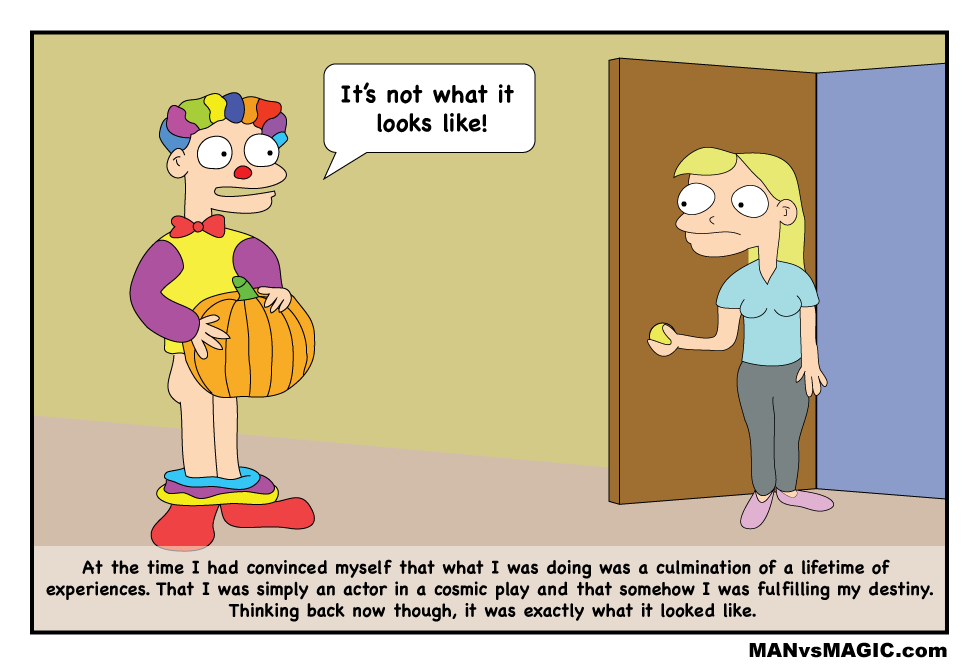 It's not what it
looks like!
At the time I had convinced myself that what I was doing was a culmination of a lifetime of
experiences. That I was simply an actor in a cosmic play and that somehow I was fulfilling my destiny.
Thinking back now though, it was exactly what it looked like.
MANvsMAGIC.com